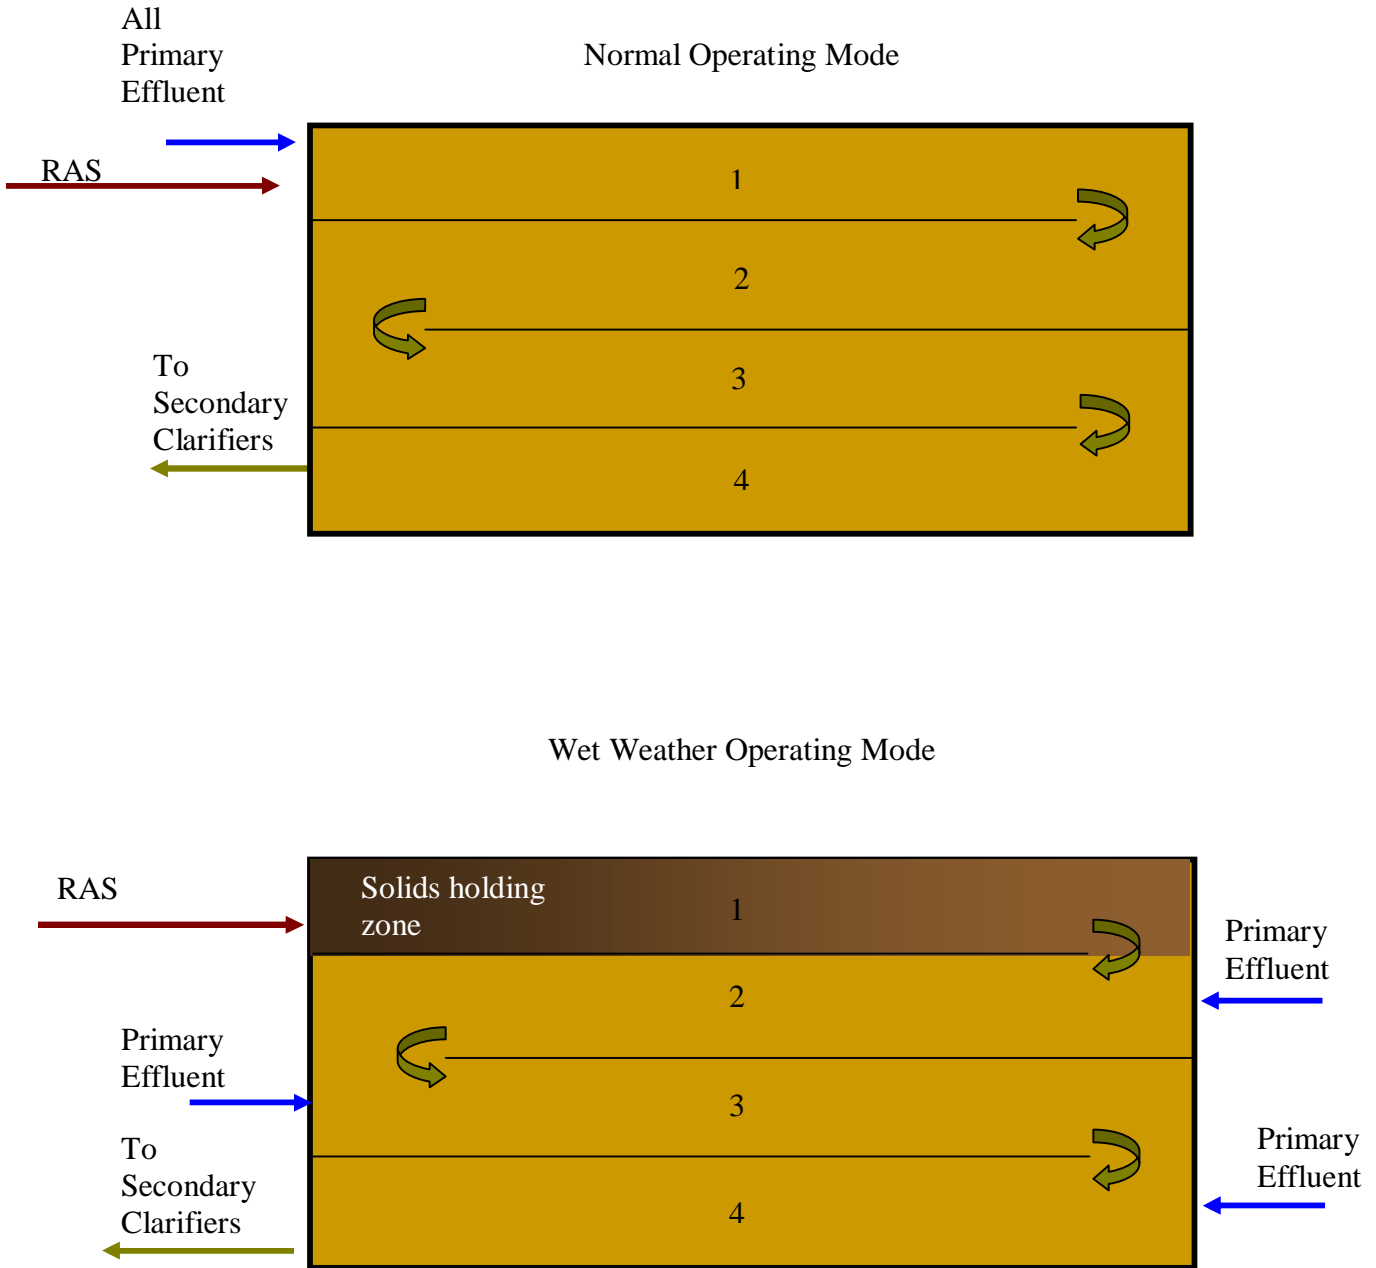 All
Primary
Effluent
Normal Operating Mode
RAS
1
2
3
To
Secondary
Clarifiers
4
Wet Weather Operating Mode
RAS
Solids holding
zone
1
Primary
Effluent
2
Primary
Effluent
3
To
Secondary
Clarifiers
Primary
Effluent
4